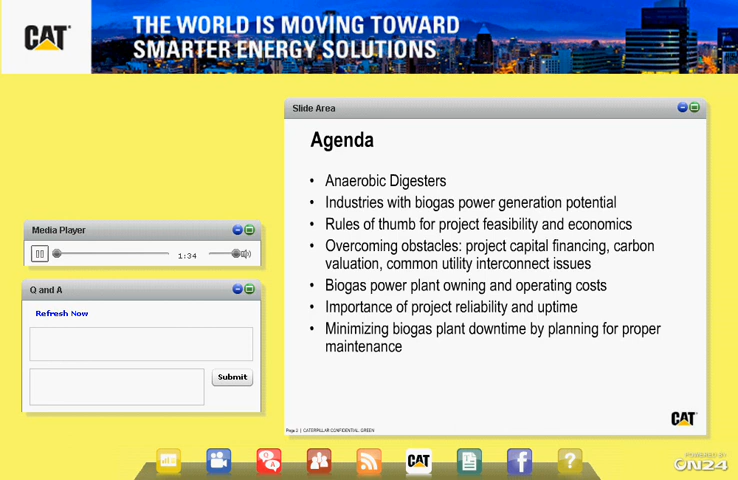 CAT
THE WORLD IS MOVING TOWARD
SMARTER ENERGY SOLUTIONS
Slide Area
Agenda
• Anaerobic Digesters
• Industries with biogas power generation potential
• Rules of thumb for project feasibility and economics
• Overcoming obstacles: project capital financing, carbon
valuation, common utility interconnect issues
• Biogas power plant owning and operating costs
• Importance of project reliability and uptime
• Minimizing biogas plant downtime by planning for proper
maintenance
Page 2 | CATERPILLAR CONFIDENTIAL: GREEN
CAT
Media Player
1:34
Q and A
Refresh Now
Submit
Q
A
CAT
f
?
POWERED BY
ON24